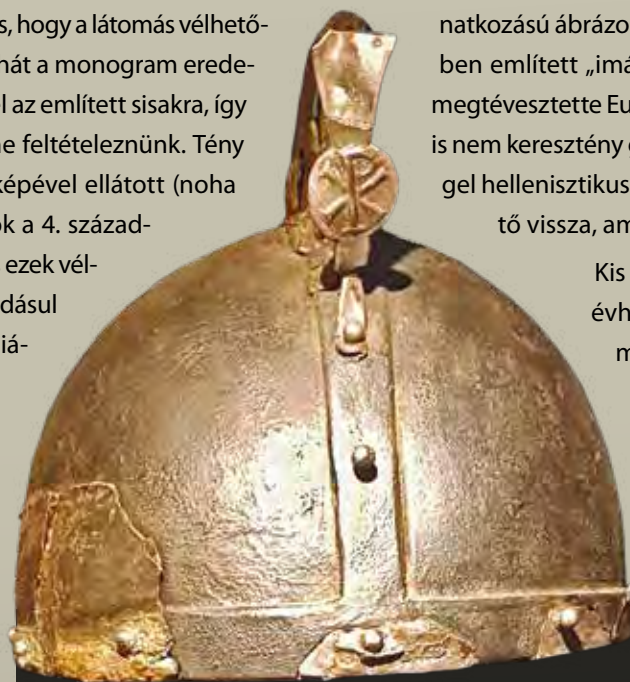 s, hogy a látomás vélhető-
nát a monogram erede-
l az említett sisakra, így
e feltételeznünk. Tény
képével ellátott (noha
k a 4. század-
ezek vél-
dásul
iá-
natkozású ábrázo
ben említett „imá
megtévesztette Eu
is nem keresztény
gel hellenisztikus
tő vissza, am
Kis
évh
m